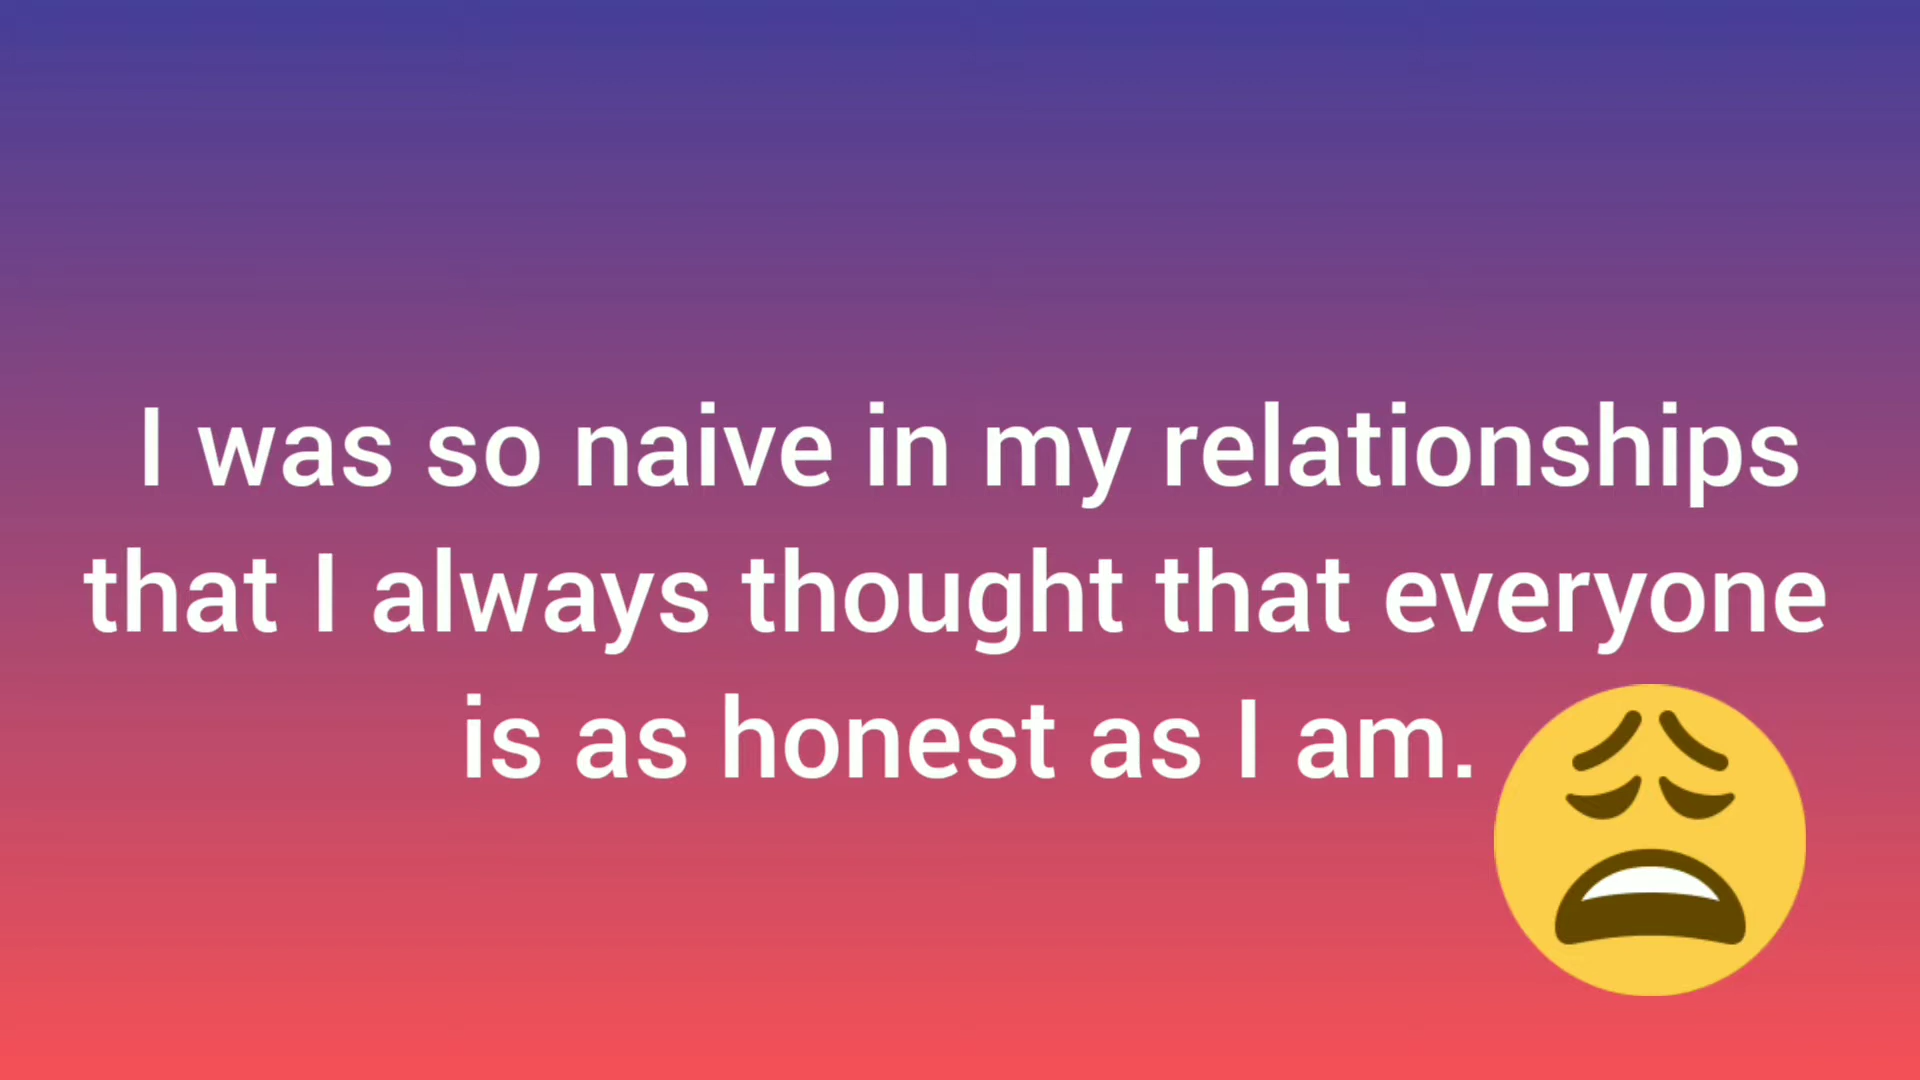 I was so naive in my relationships
that I always thought that everyone
is as honest as I am.